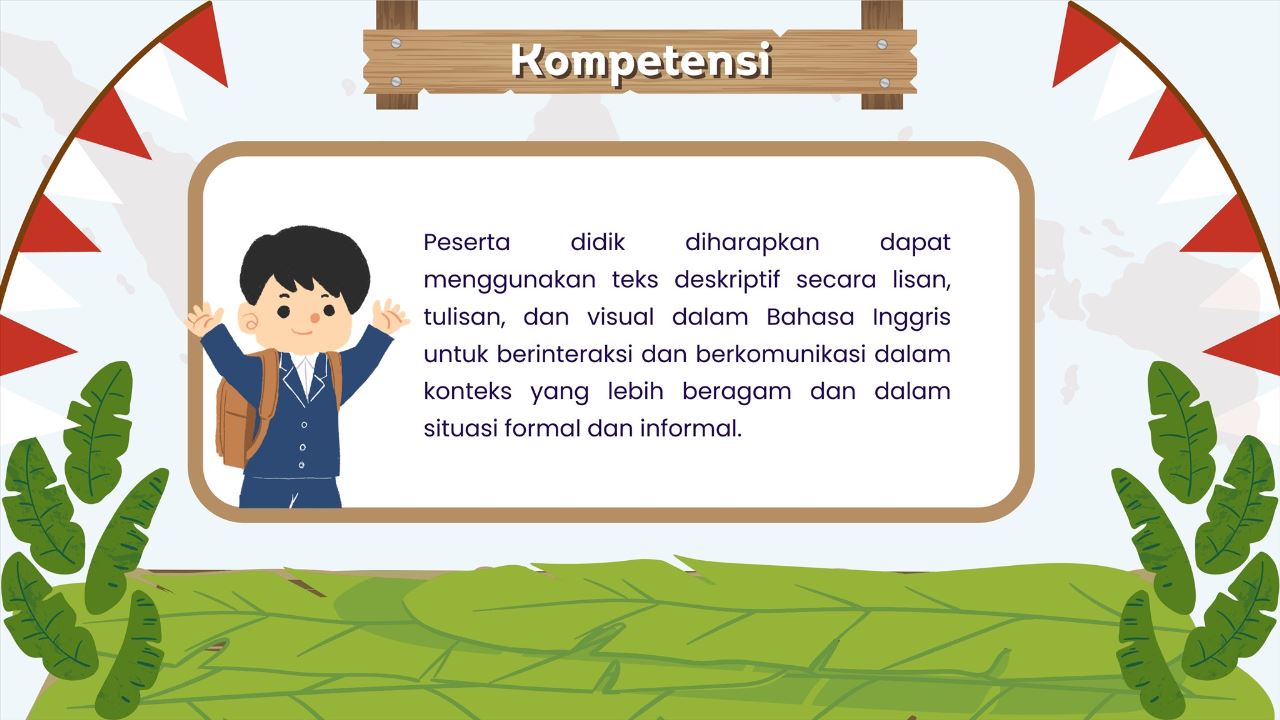 Kompetensi
Peserta didik diharapkan dapat
menggunakan teks deskriptif secara lisan,
tulisan, dan visual dalam Bahasa Inggris
untuk berinteraksi dan berkomunikasi dalam
konteks yang lebih beragam dan dalam
situasi formal dan informal.